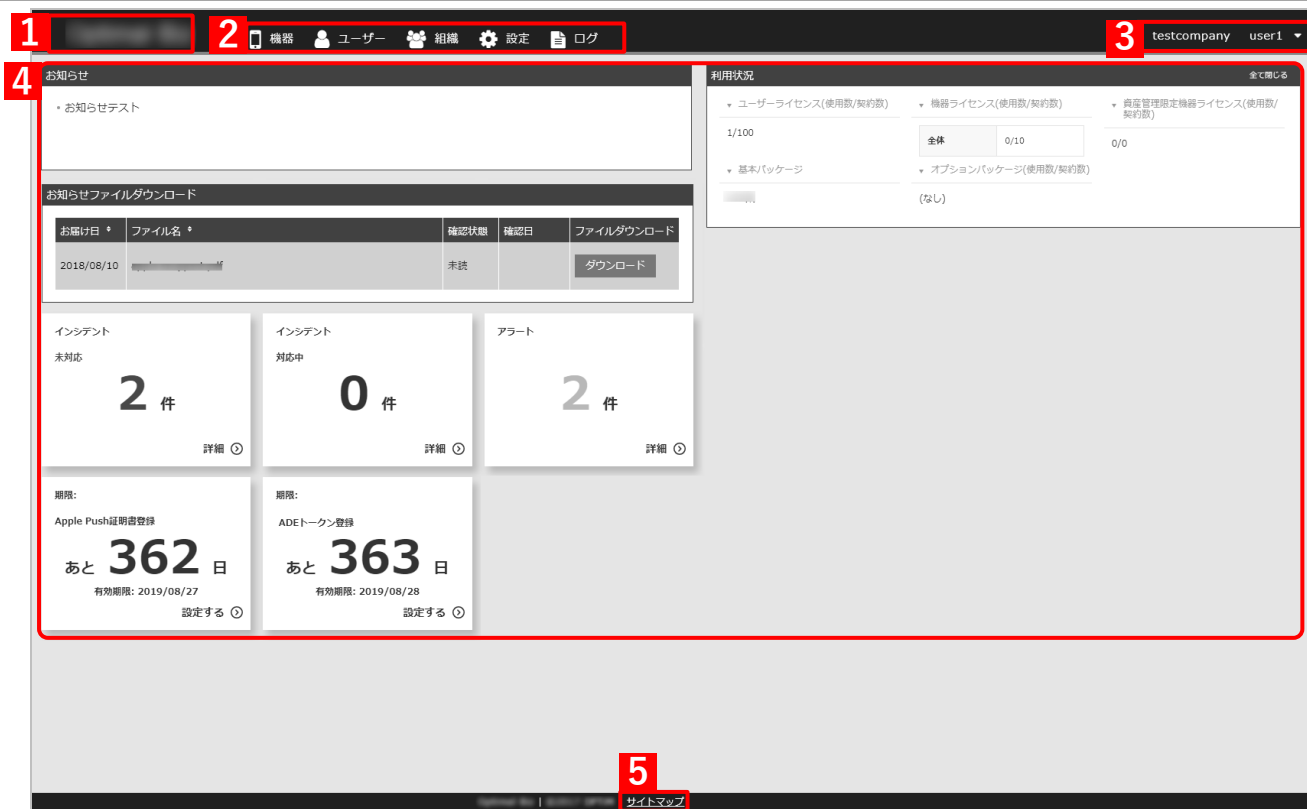 1
2
機器
ユーザー
組織
設定
ログ
3
testcompany user1
4
お知らせ
・お知らせテスト
利用状況
全て閉じる
ユーザーライセンス(使用数/契約数)
1/100
機器ライセンス(使用数/契約数)
全体 0/10
資産管理限定機器ライセンス(使用数/
契約数)
0/0
基本パッケージ
オプションパッケージ(使用数/契約数)
(なし)
お知らせファイルダウンロード
お届け日 ファイル名 確認状態 確認日 ファイルダウンロード
2018/08/10 未読 ダウンロード
インシデント
未対応
2 件
詳細
インシデント
対応中
0 件
詳細
アラート
2 件
詳細
期限:
Apple Push証明書登録
あと 362 日
有効期限: 2019/08/27
設定する
期限:
ADEトークン登録
あと 363 日
有効期限: 2019/08/28
設定する
5
| サイトマップ